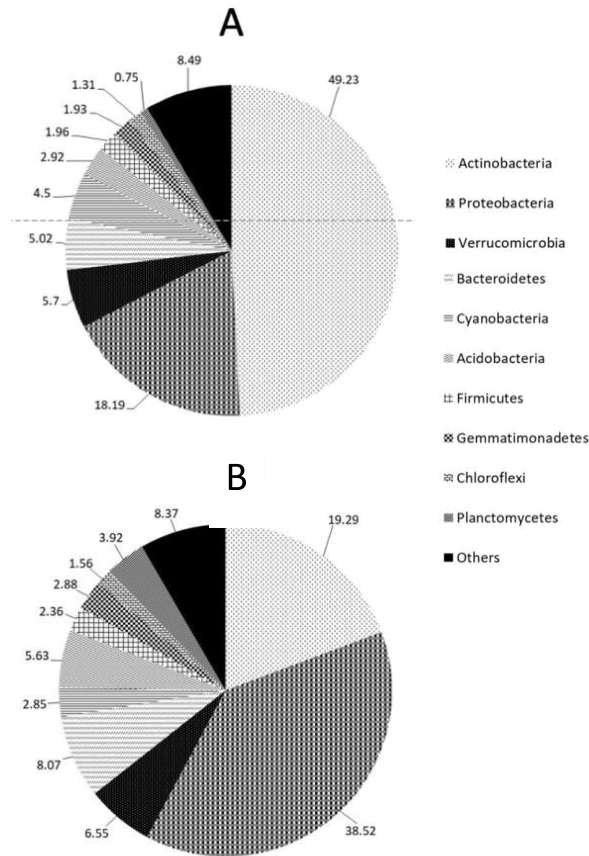 A
49.23
8.49
0.75
1.31
1.93
1.96
2.92
4.5
5.02
5.7
18.19
Actinobacteria
Proteobacteria
Verrucomicrobia
Bacteroidetes
Cyanobacteria
Acidobacteria
Firmicutes
Gemmatimonadetes
Chloroflexi
Planctomycetes
Others
B
19.29
8.37
3.92
1.56
2.88
2.36
5.63
2.85
8.07
6.55
38.52